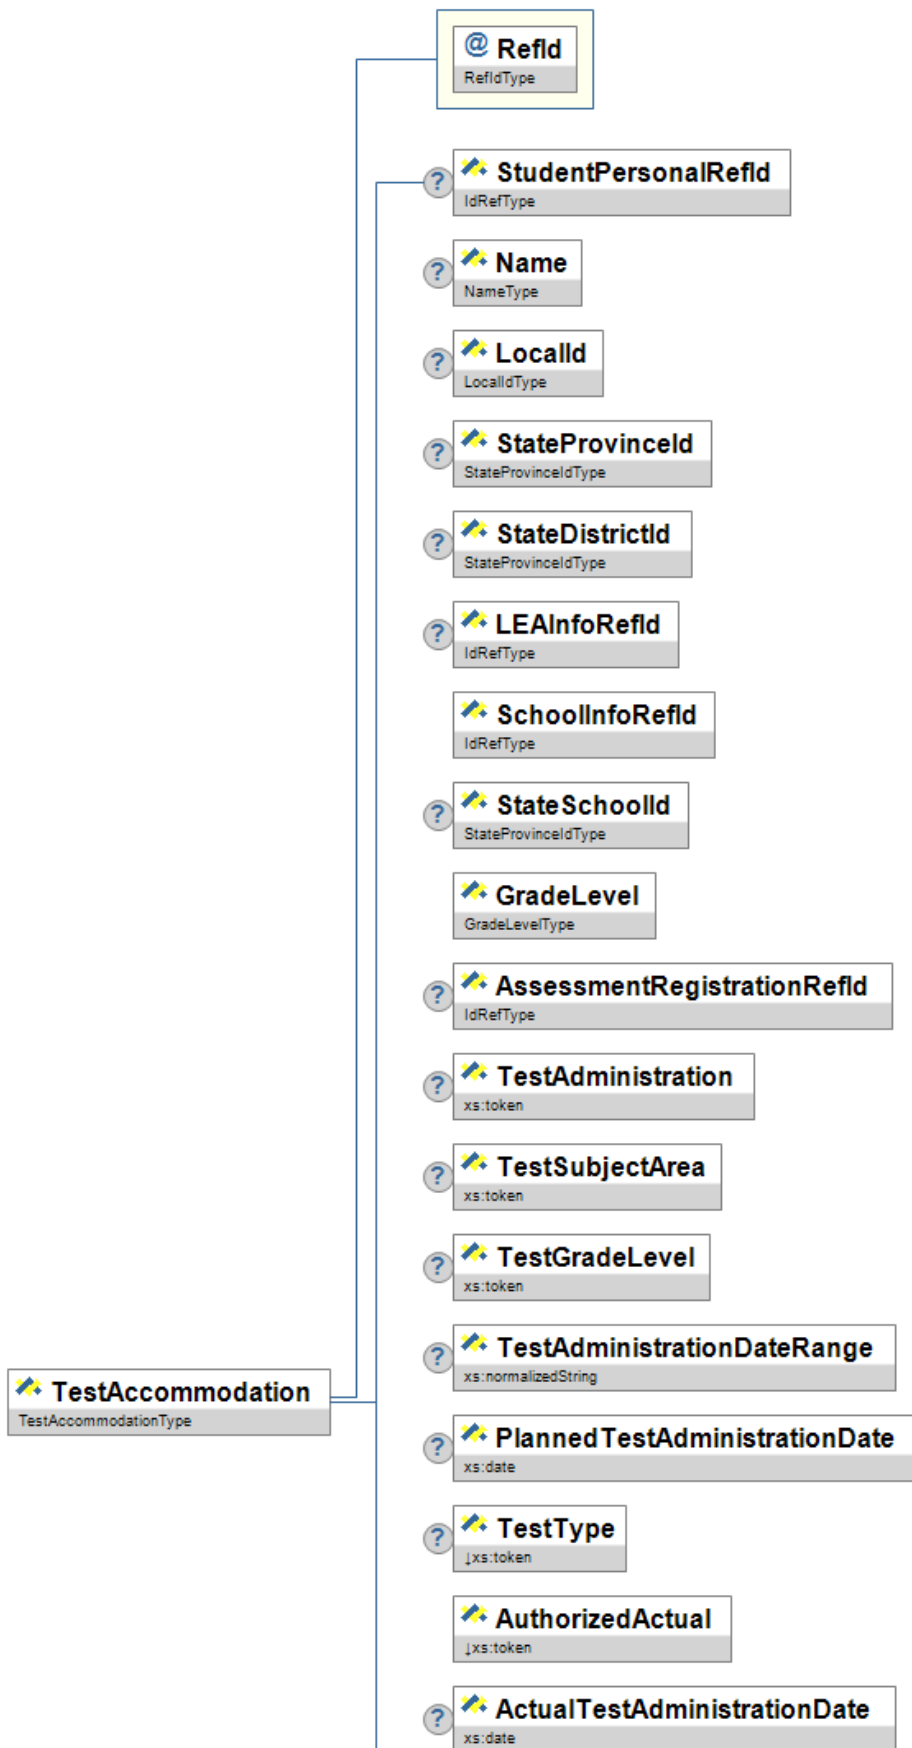 @ RefId
RefIdType
? StudentPersonalRefId
IdRefType
? Name
NameType
? LocalId
LocalIdType
? StateProvinceId
StateProvinceIdType
? StateDistrictId
StateProvinceIdType
? LEAInfoRefId
IdRefType
SchoolInfoRefId
IdRefType
? StateSchoolId
StateProvinceIdType
GradeLevel
GradeLevelType
? AssessmentRegistrationRefId
IdRefType
? TestAdministration
xs:token
? TestSubjectArea
xs:token
? TestGradeLevel
xs:token
? TestAdministrationDateRange
xs:normalizedString
TestAccommodation
TestAccommodationType
? PlannedTestAdministrationDate
xs:date
? TestType
↓xs:token
AuthorizedActual
↓xs:token
? ActualTestAdministrationDate
xs:date